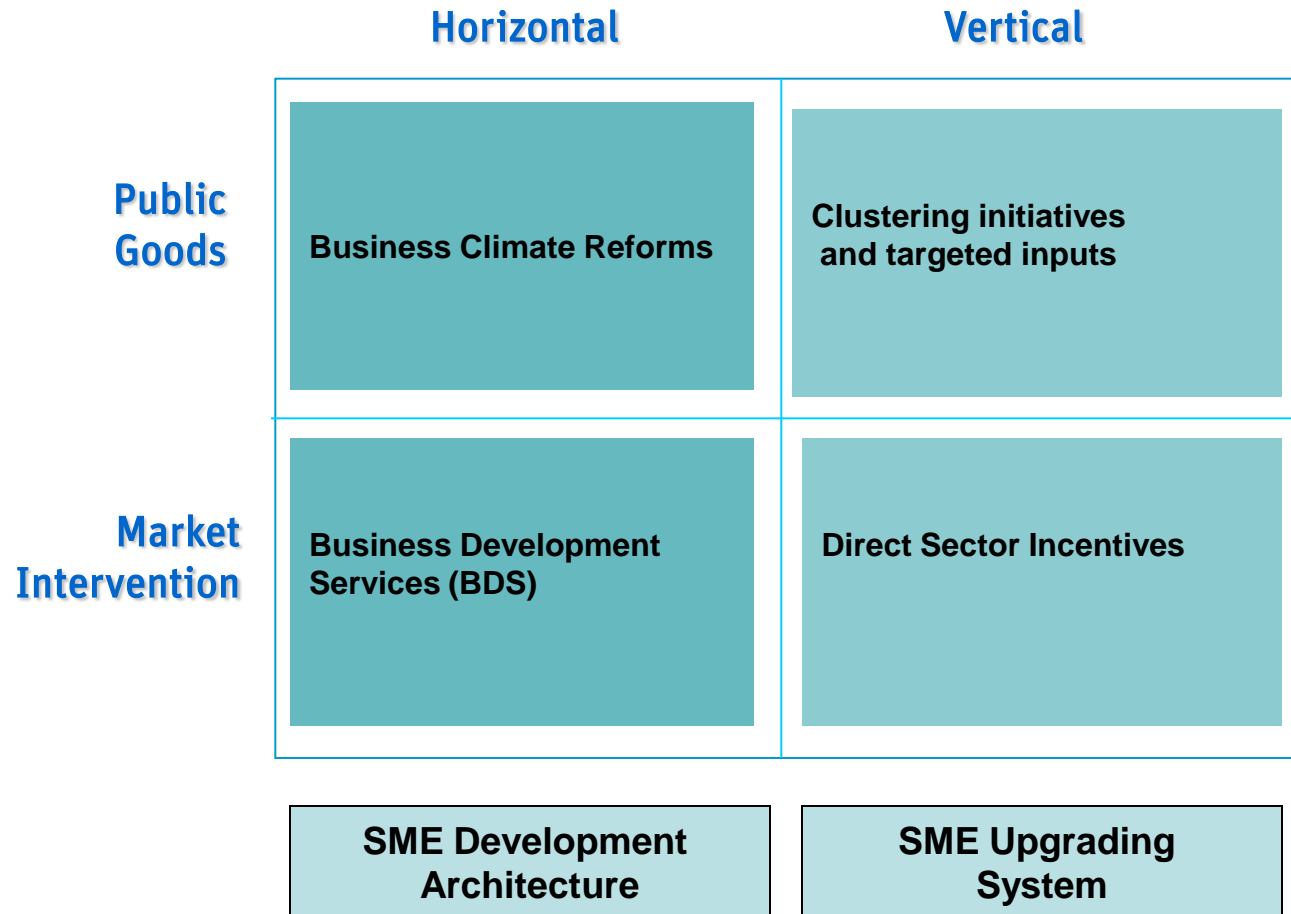 Horizontal
Vertical
Public
Goods
Business Climate Reforms
Clustering initiatives
and targeted inputs
Market
Intervention
Business Development
Services (BDS)
Direct Sector Incentives
SME Development
Architecture
SME Upgrading
System